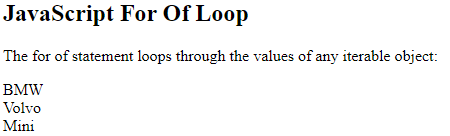 JavaScript For Of Loop
The for of statement loops through the values of any iterable object:
BMW
Volvo
Mini